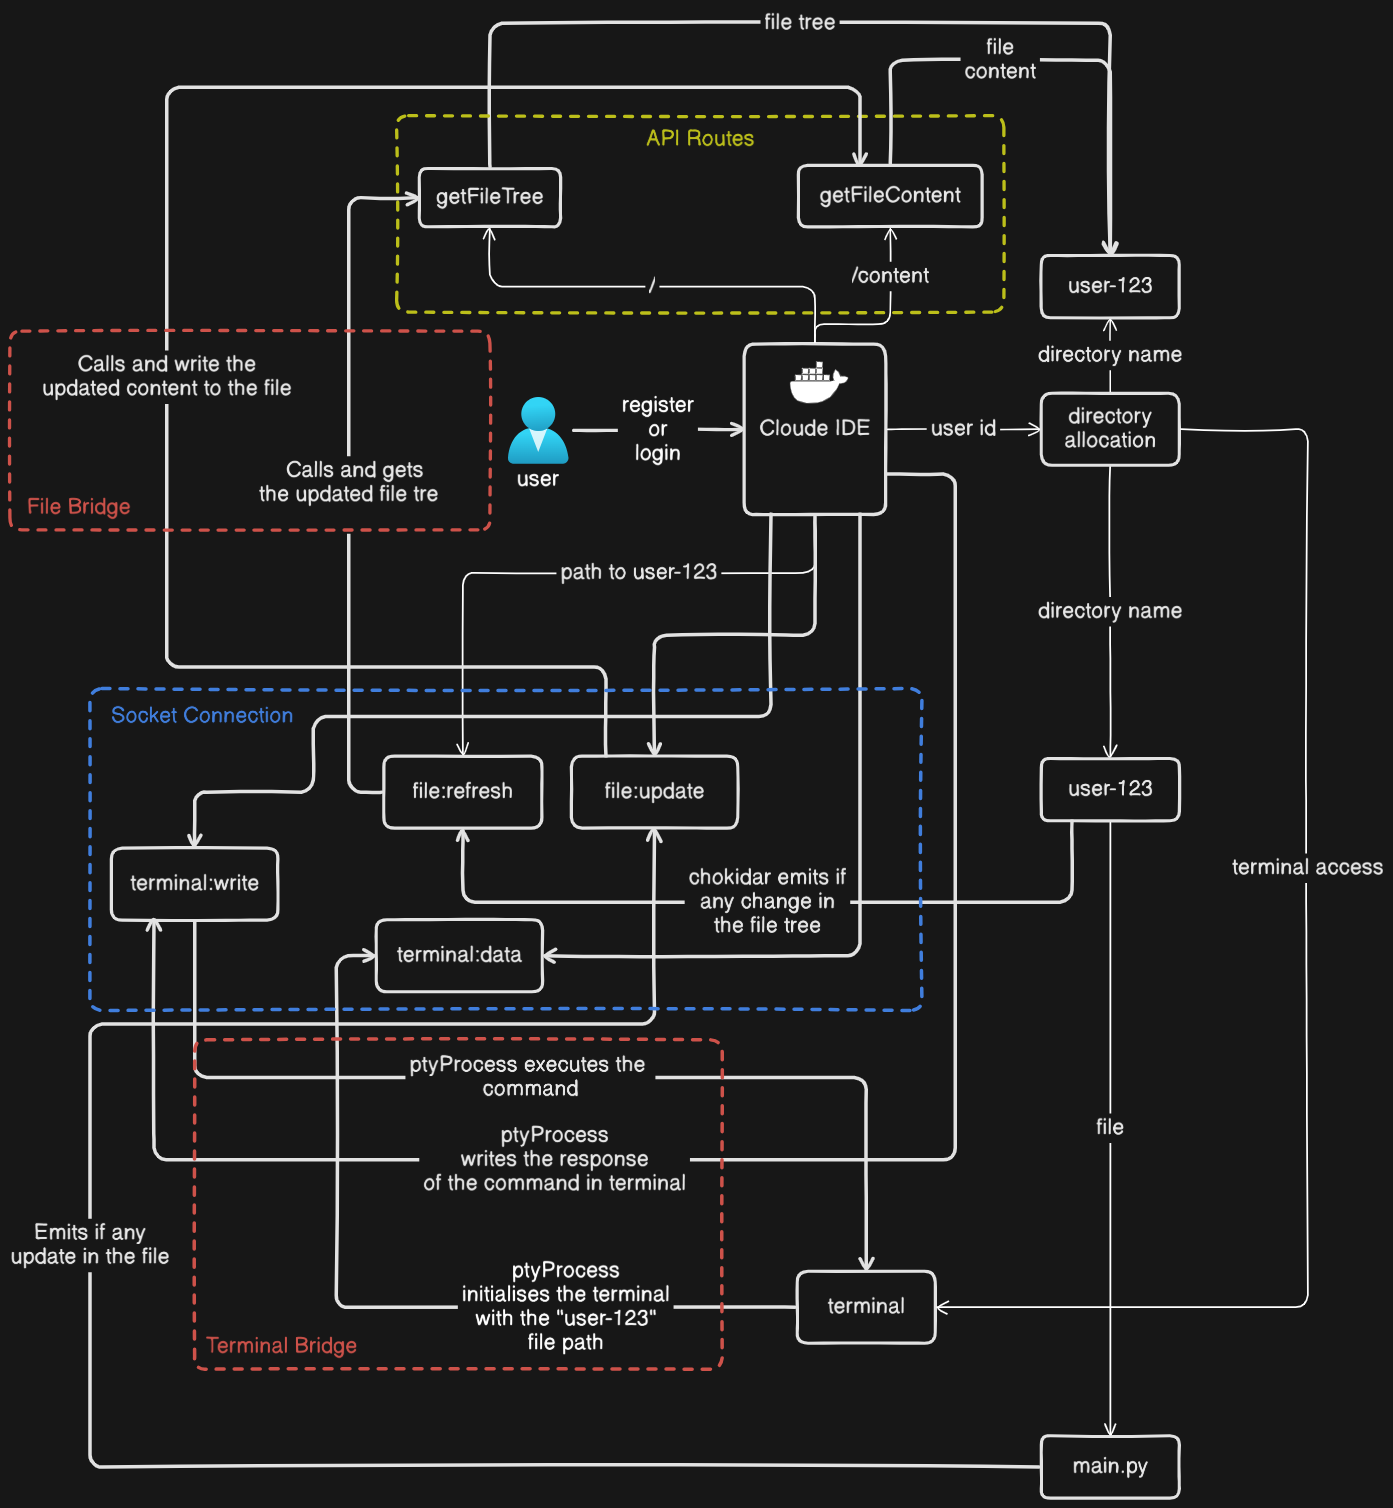 file tree
file
content
API Routes
getFileTree
getFileContent
/content
/
user-123
directory name
Calls and write the
updated content to the file
Calls and gets
the updated file tre
File Bridge
user
register
or
login
Cloude IDE
user id
directory
allocation
path to user-123
directory name
Socket Connection
file:refresh
file:update
user-123
terminal:write
terminal:data
chokidar emits if
any change in
the file tree
terminal access
ptyProcess executes the
command
ptyProcess
writes the response
of the command in terminal
file
Emits if any
update in the file
ptyProcess
initialises the terminal
with the "user-123"
file path
Terminal Bridge
terminal
main.py